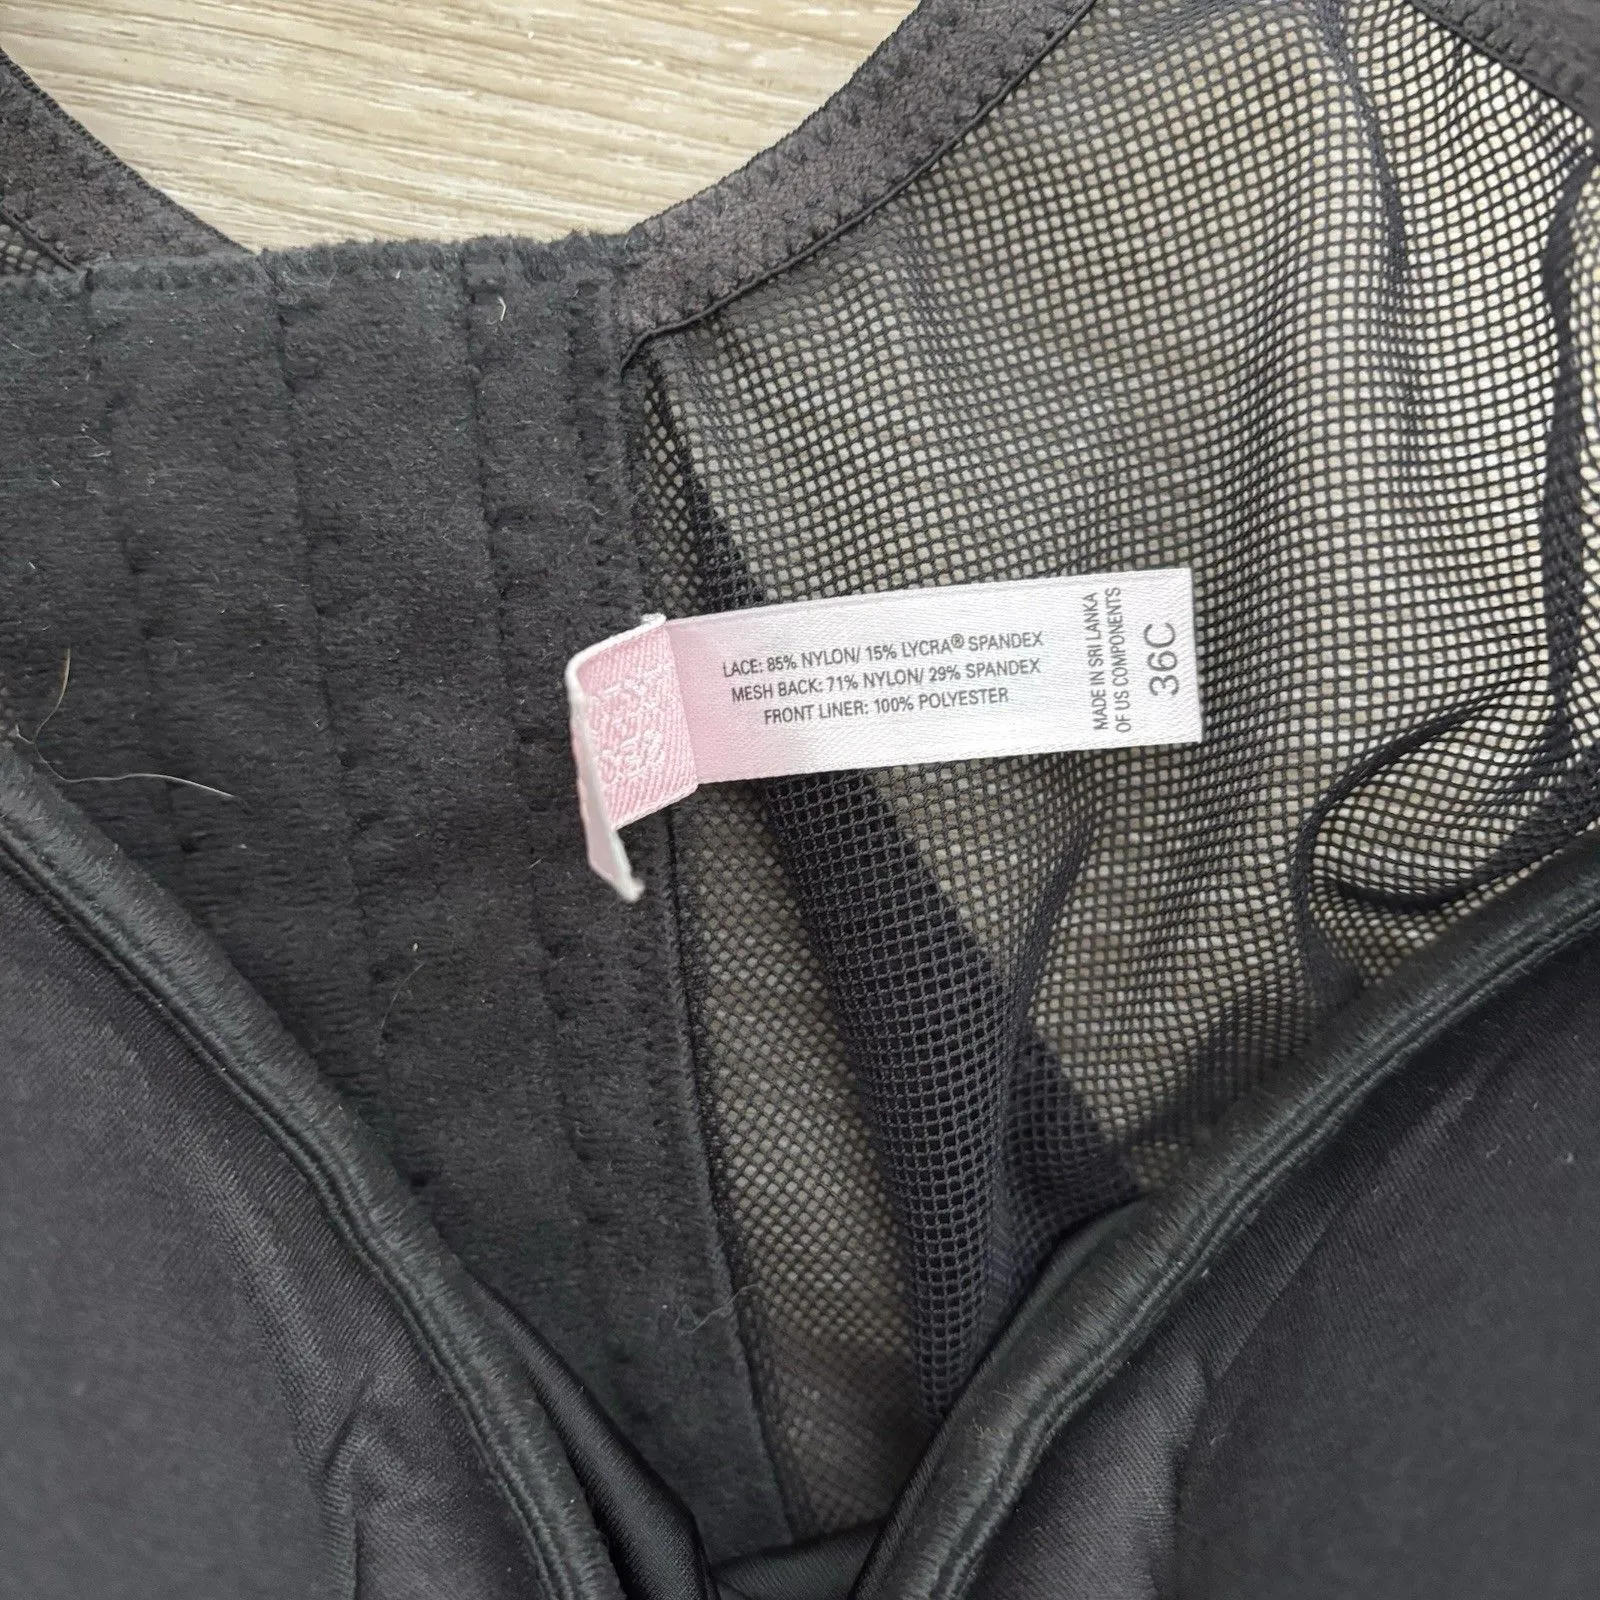 LACE: 85% NYLON/ 15% LYCRA® SPANDEX
MESH BACK: 71% NYLON/ 29% SPANDEX
FRONT LINER: 100% POLYESTER
MADE IN SRI LANKA
OF US COMPONENTS
36C